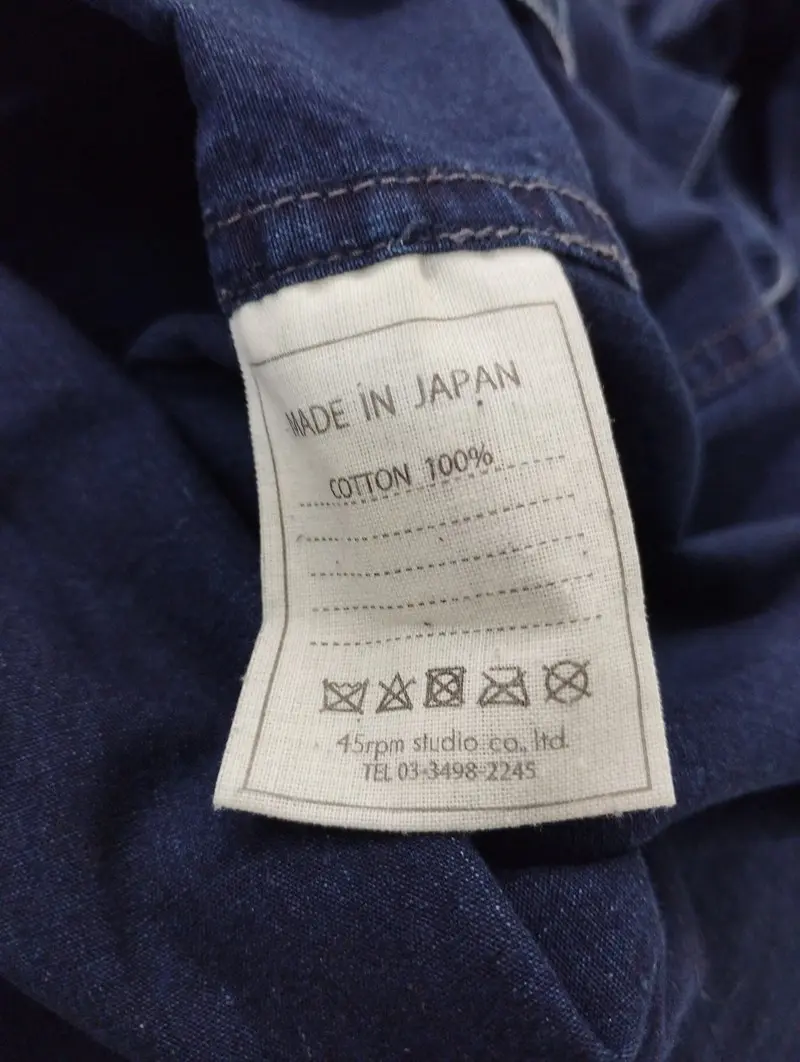 MADE IN JAPAN
COTTON 100%
45rpm studio co., ltd.
TEL 03-3498-2245